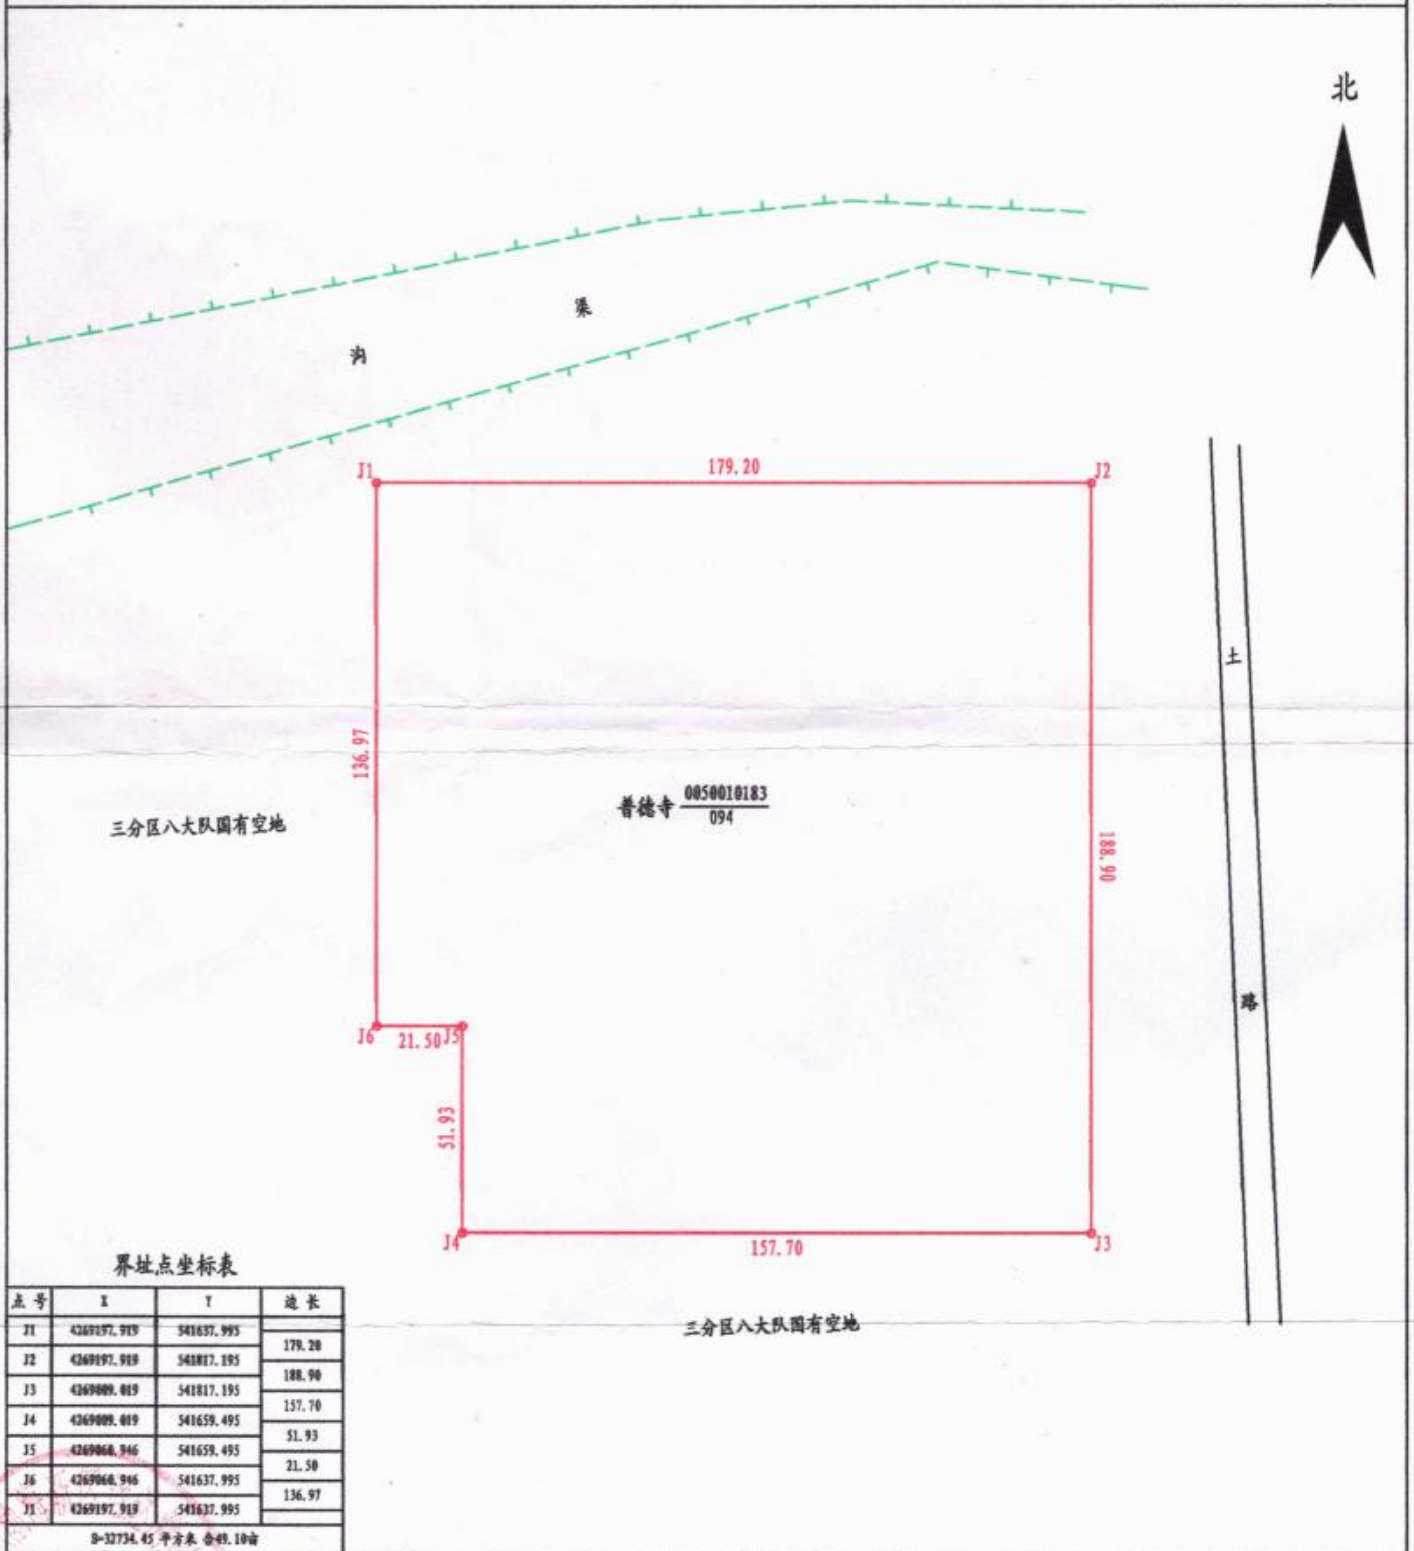 北
沟 渠
J1
179.20
J2
土 路
136.97
三分区八大队国有空地
普德寺 0050010183
094
188.90
J6
21.50
J5
51.93
J4
157.70
J3
三分区八大队国有空地
界址点坐标表
点号 X Y 边长
J1 4269197.919 541637.995
179.20
J2 4269197.919 541817.195
188.90
J3 4269009.019 541817.195
157.70
J4 4269009.019 541659.495
51.93
J5 4269060.946 541659.495
21.50
J6 4269060.946 541637.995
136.97
J1 4269197.919 541637.995
S=32734.45 平方米 合49.10亩